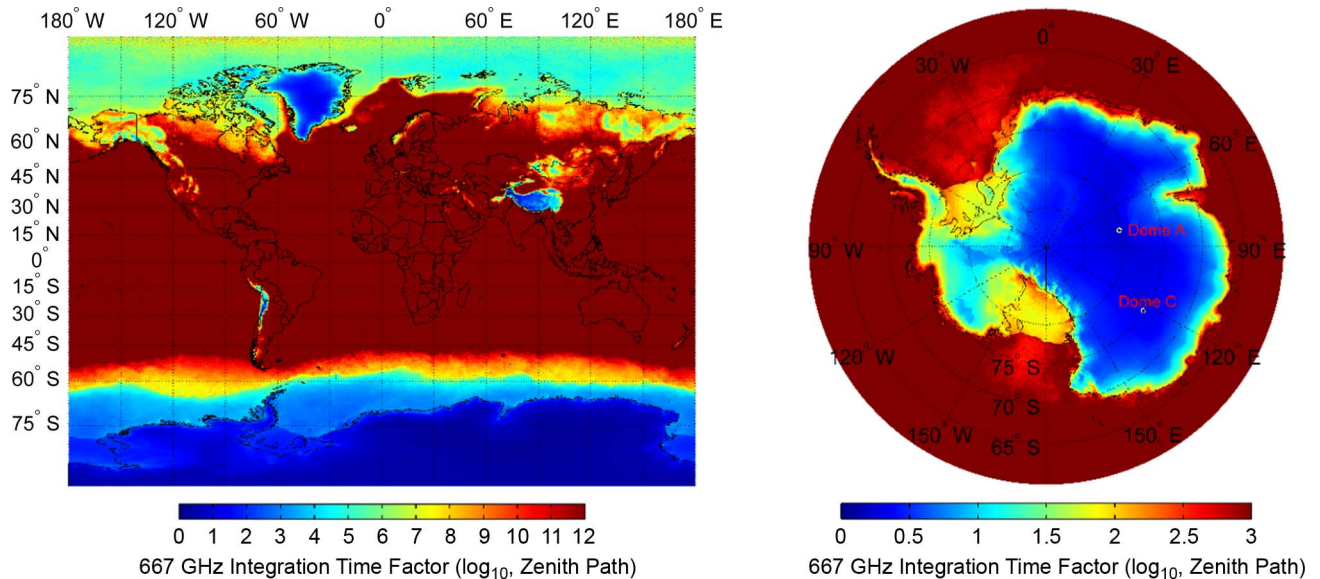 180° W 120° W 60° W 0° 60° E 120° E 180° E
75° N
60° N
45° N
30° N
15° N
0°
15° S
30° S
45° S
60° S
75° S
0 1 2 3 4 5 6 7 8 9 10 11 12
667 GHz Integration Time Factor (log10, Zenith Path)
0°
30° W 30° E
60° E
90° W Dome A 90° E
Dome C
120° W 120° E
75° S
70° S
150° W 65° S 150° E
0 0.5 1 1.5 2 2.5 3
667 GHz Integration Time Factor (log10, Zenith Path)